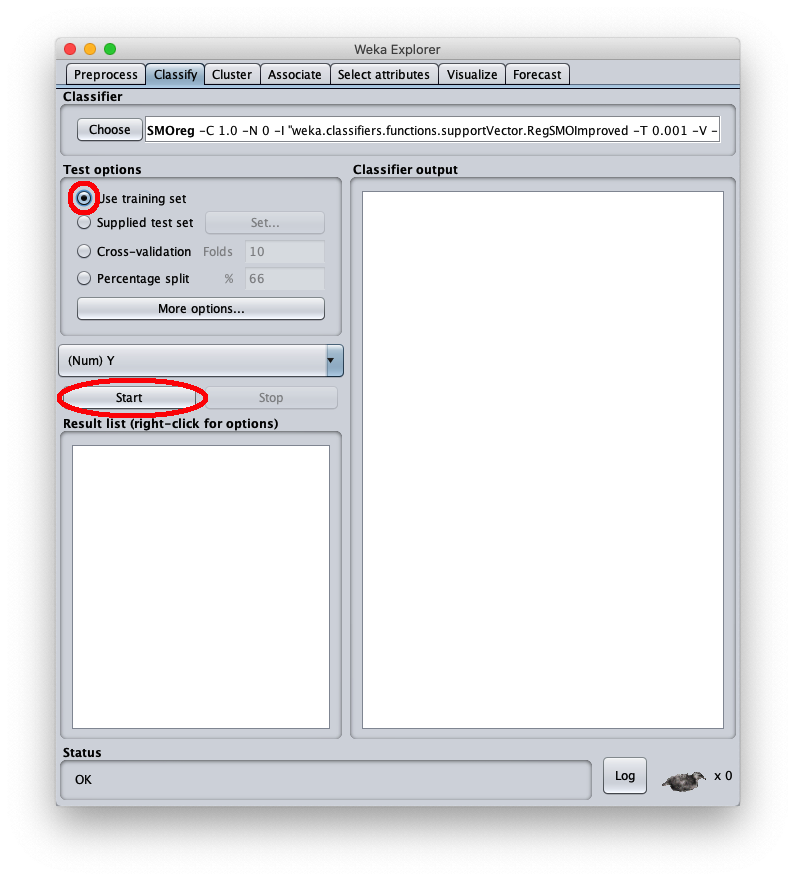 Weka Explorer
Preprocess Classify Cluster Associate Select attributes Visualize Forecast
Classifier
Choose SMOreg -C 1.0 -N 0 -I "weka.classifiers.functions.supportVector.RegSMOImproved -T 0.001 -V -
Test options
Use training set
Supplied test set Set...
Cross-validation Folds 10
Percentage split % 66
More options...
(Num) Y
Start Stop
Result list (right-click for options)
Classifier output
Status
OK
Log x 0